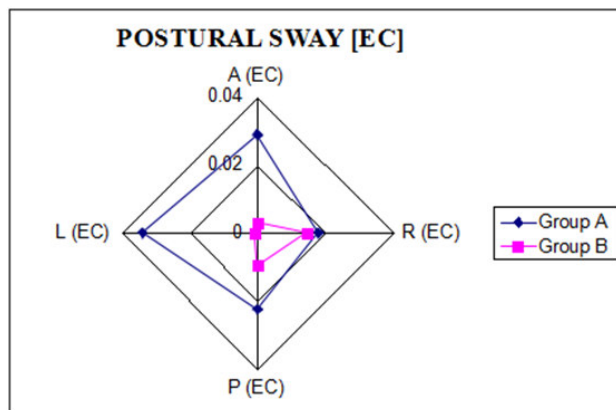 POSTURAL SWAY [EC]
A (EC)
0.04
0.02
L (EC)
0
R (EC)
Group A
Group B
P (EC)